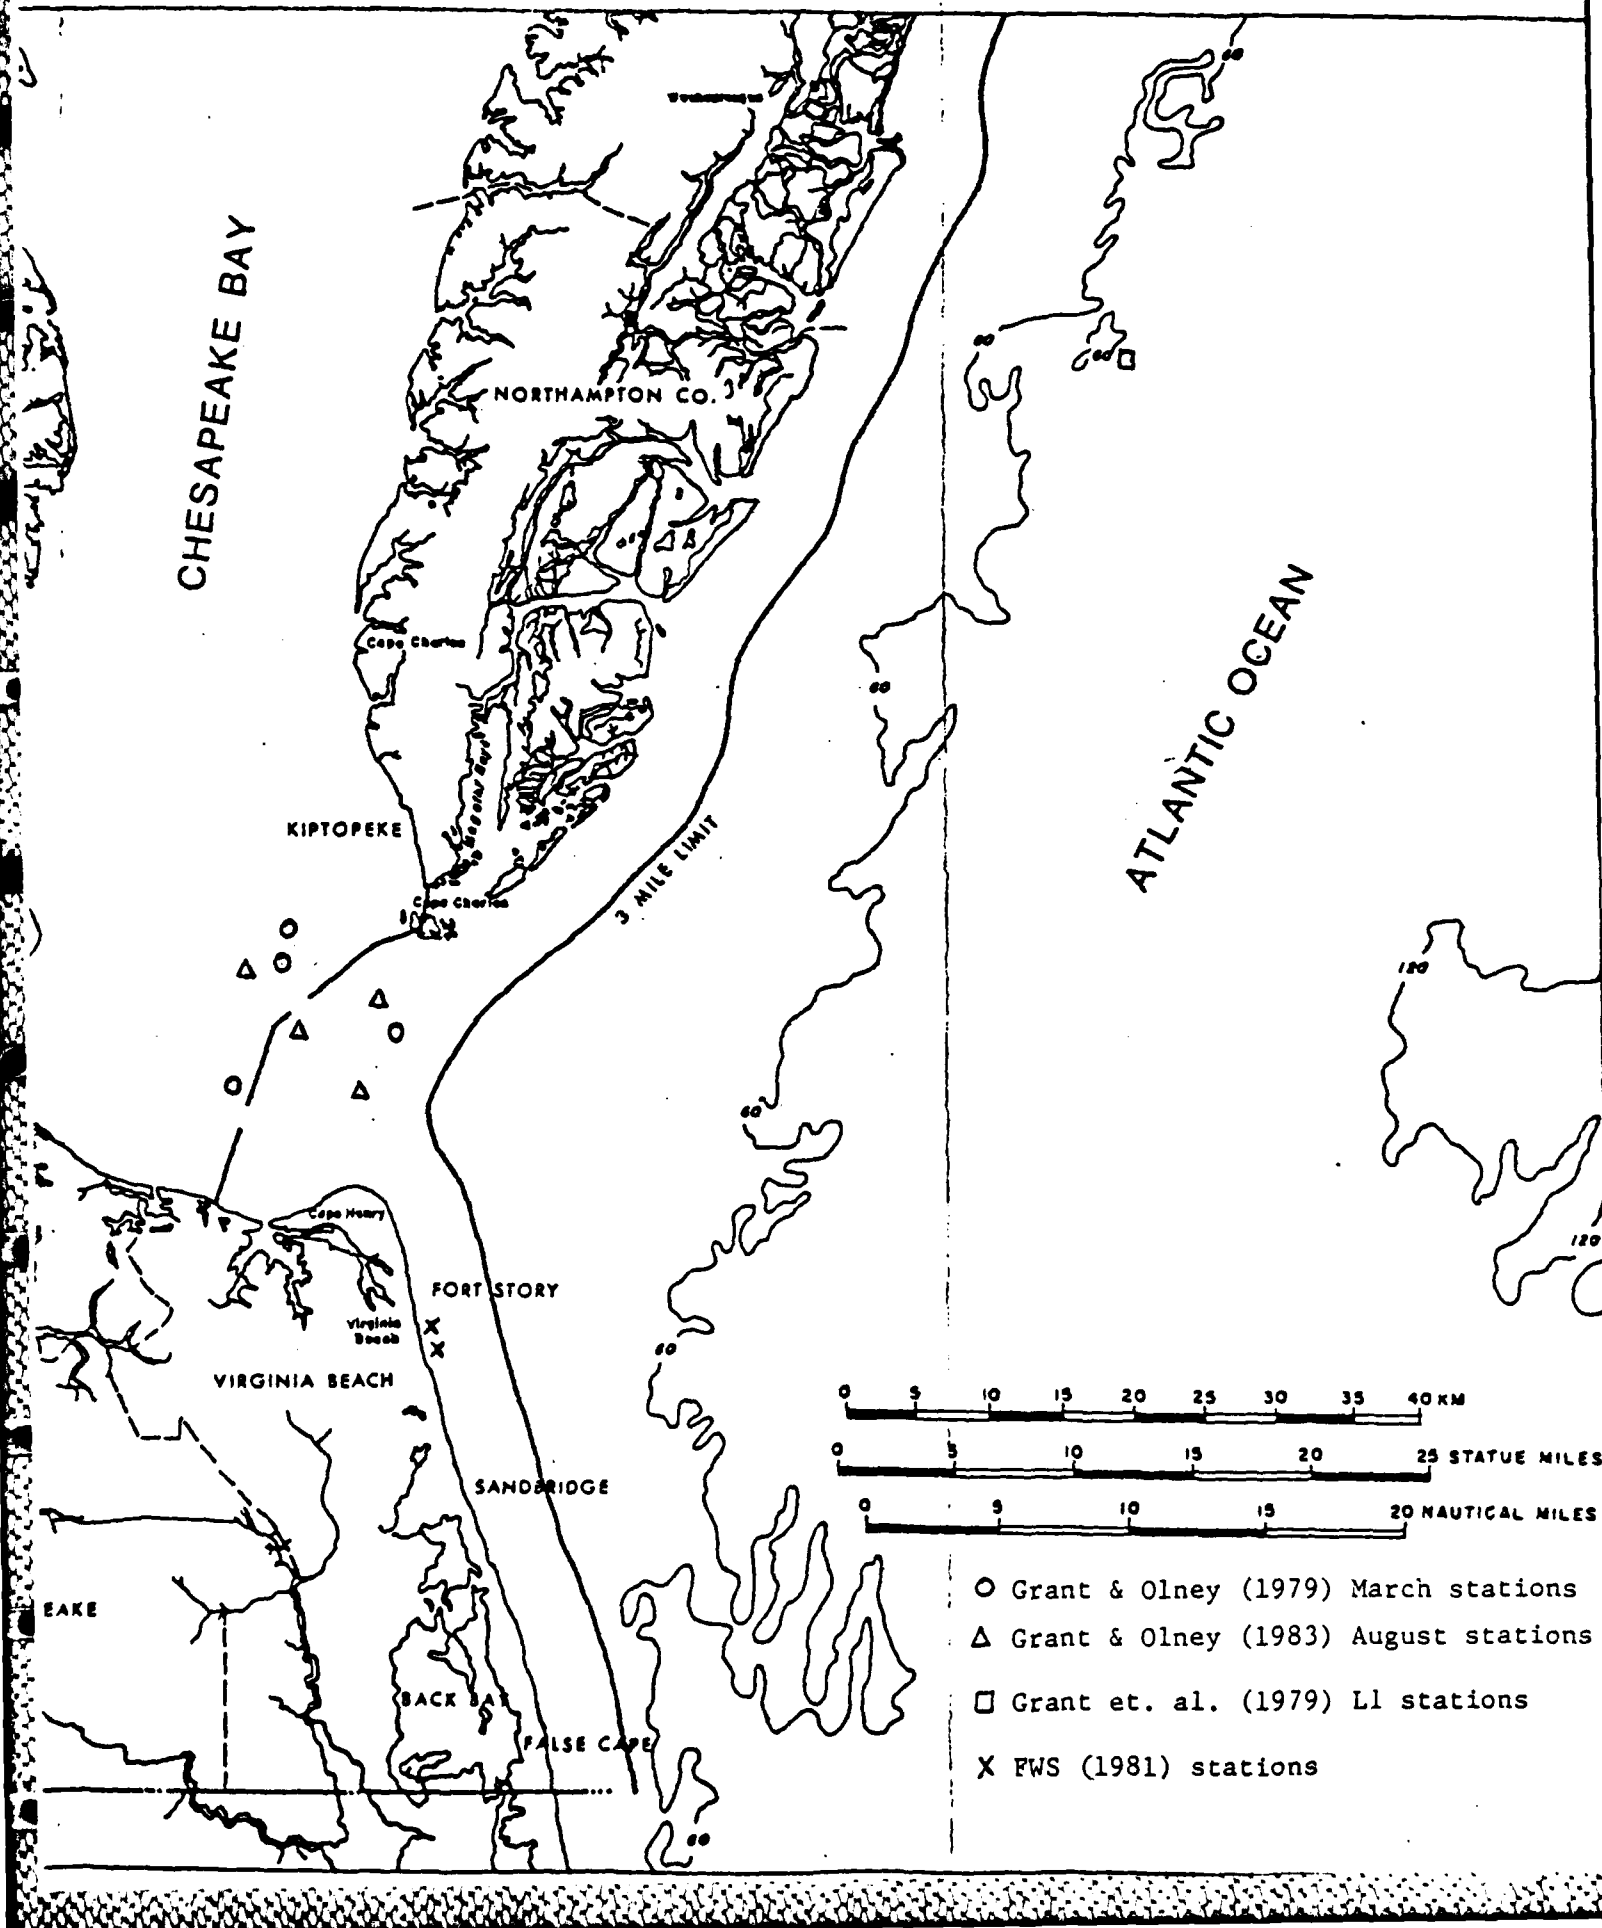 60
CHESAPEAKE BAY
60
60
NORTHAMPTON CO.
ATLANTIC OCEAN
Cape Charles
60
Magothy Bay
KIPTOPEKE
3 MILE LIMIT
Cape Charles
120
60
Cape Henry
120
FORT STORY
Virginia
Beach
60
VIRGINIA BEACH
0 5 10 15 20 25 30 35 40 KM
0 5 10 15 20 25 STATUE MILES
SANDBRIDGE
0 5 10 15 20 NAUTICAL MILES
O Grant & Olney (1979) March stations
EAKE
Δ Grant & Olney (1983) August stations
BACK BAY
□ Grant et. al. (1979) L1 stations
FALSE CAPE
X FWS (1981) stations
60